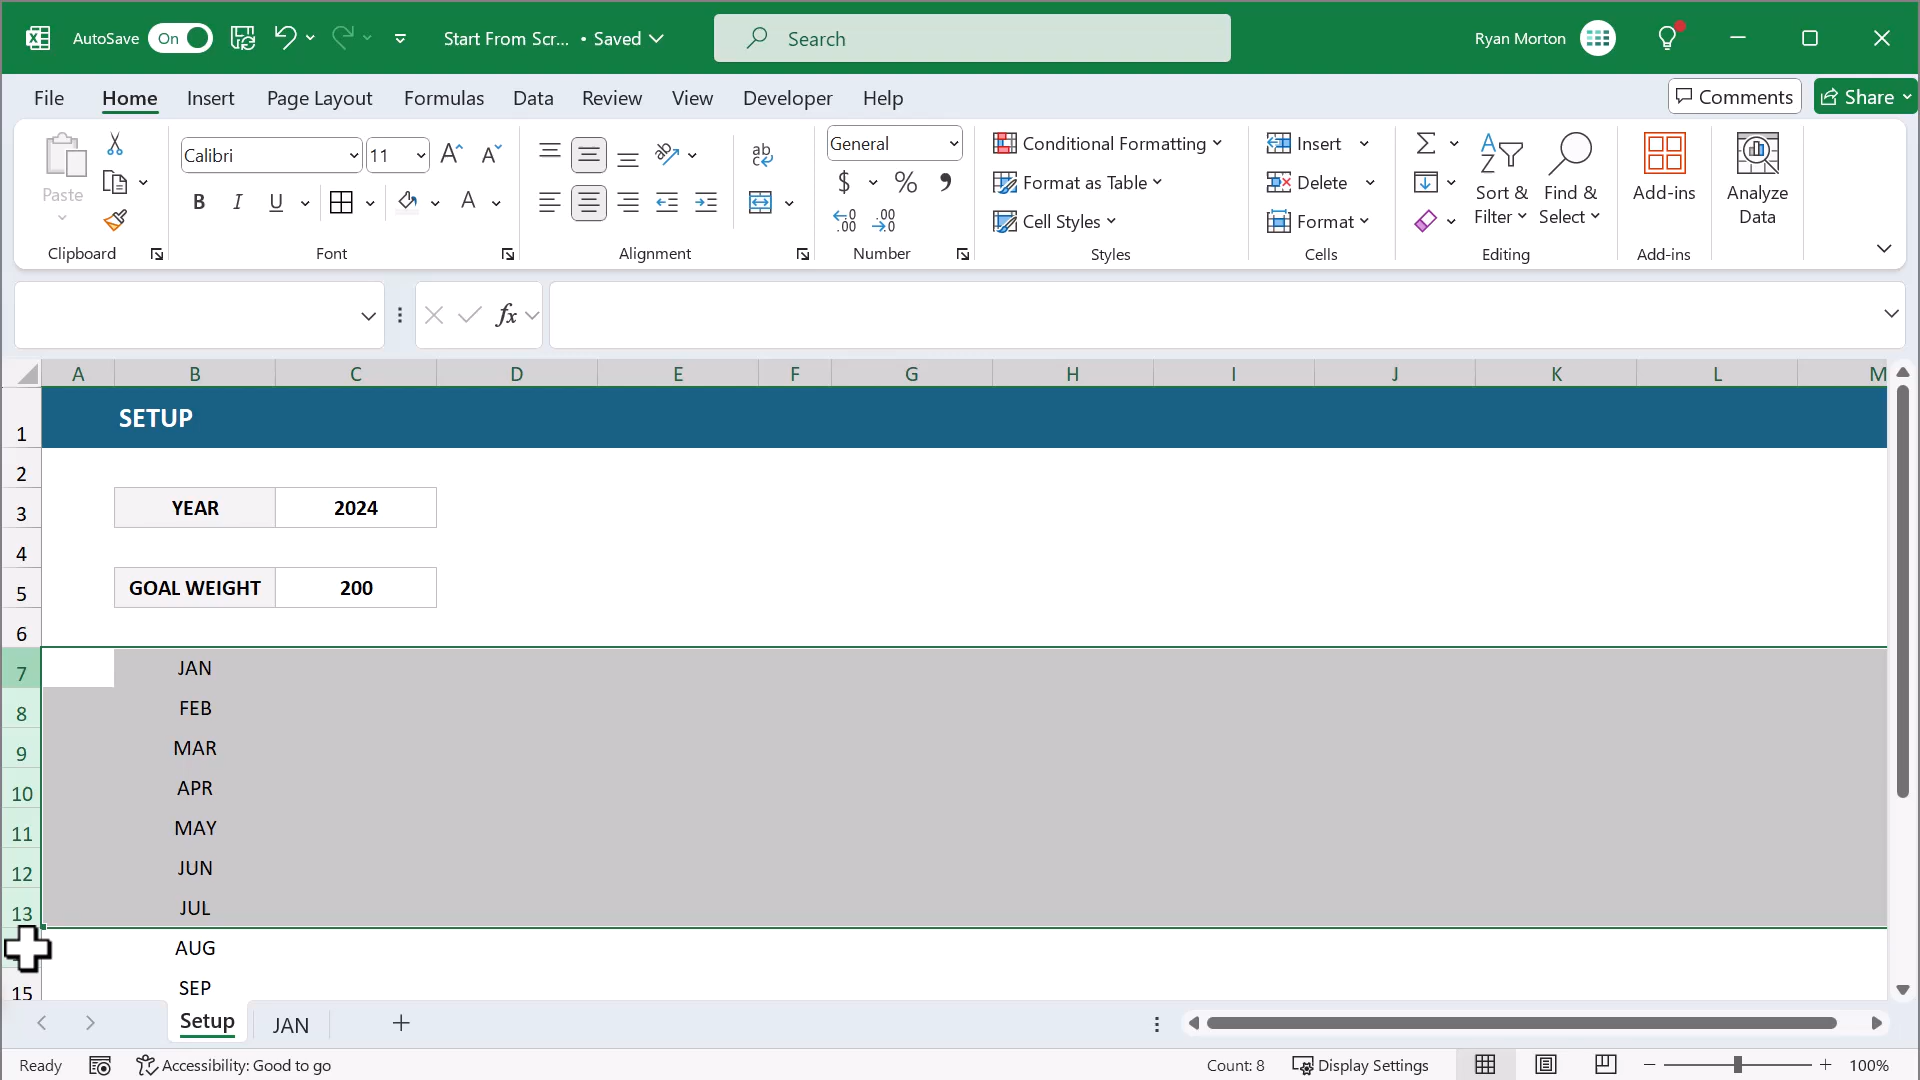 AutoSave On Start From Scr... • Saved Search Ryan Morton
File Home Insert Page Layout Formulas Data Review View Developer Help Comments Share
Paste
Calibri 11
General
Conditional Formatting
Format as Table
Cell Styles
Insert
Delete
Format
Sort & Filter
Find & Select
Add-ins
Analyze Data
Clipboard Font Alignment Number Styles Cells Editing Add-ins
fx
A B C D E F G H I J K L M
1 SETUP
2
3 YEAR 2024
4
5 GOAL WEIGHT 200
6
7 JAN
8 FEB
9 MAR
10 APR
11 MAY
12 JUN
13 JUL
AUG
15 SEP
Setup JAN
Ready Accessibility: Good to go Count: 8 Display Settings 100%